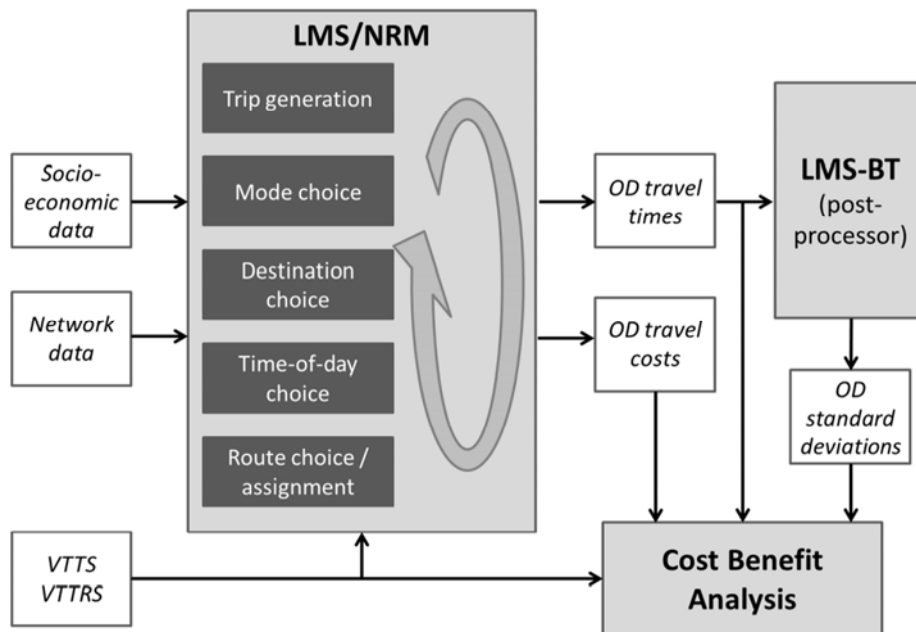 LMS/NRM
Trip generation
Mode choice
Destination
choice
Time-of-day
choice
Route choice /
assignment
Socio-
economic
data
Network
data
VTTS
VTTRS
OD travel
times
OD travel
costs
LMS-BT
(post-
processor)
OD
standard
deviations
Cost Benefit
Analysis